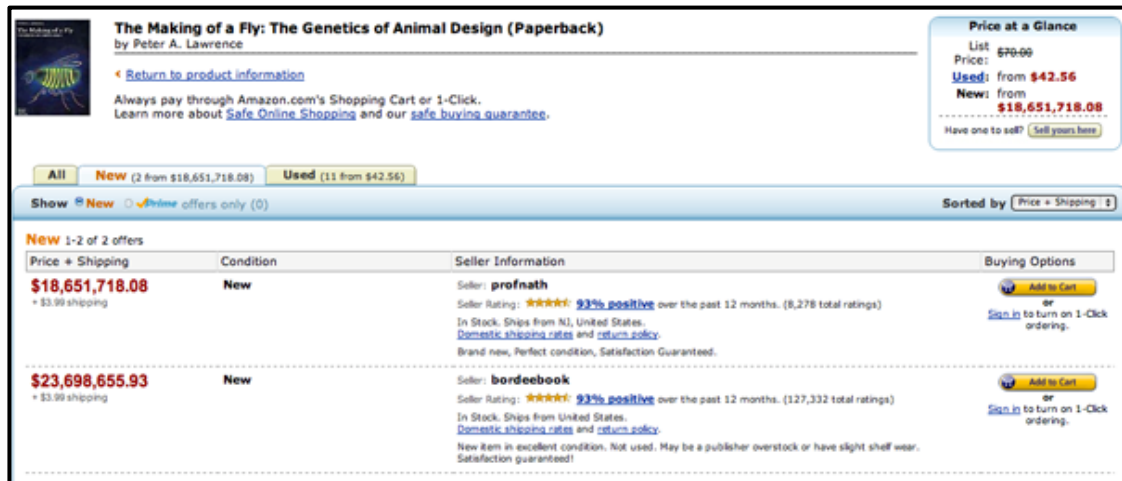 The Making of a Fly
The Making of a Fly: The Genetics of Animal Design (Paperback)
by Peter A. Lawrence
Return to product information
Always pay through Amazon.com's Shopping Cart or 1-Click.
Learn more about Safe Online Shopping and our safe buying guarantee.
Price at a Glance
List Price: $70.00
Used: from $42.56
New: from $18,651,718.08
Have one to sell? Sell yours here
All New (2 from $18,651,718.08) Used (11 from $42.56)
Show New Prime offers only (0) Sorted by Price + Shipping
New 1-2 of 2 offers
Price + Shipping Condition Seller Information Buying Options
$18,651,718.08
+ $3.99 shipping
New
Seller: profnath
Seller Rating: 93% positive over the past 12 months. (8,278 total ratings)
In Stock. Ships from NJ, United States.
Domestic shipping rates and return policy.
Brand new, Perfect condition, Satisfaction Guaranteed.
Add to Cart
or
Sign in to turn on 1-Click
ordering.
$23,698,655.93
+ $3.99 shipping
New
Seller: bordeebook
Seller Rating: 93% positive over the past 12 months. (127,332 total ratings)
In Stock. Ships from United States.
Domestic shipping rates and return policy.
New item in excellent condition. Not used. May be a publisher overstock or have slight shelf wear.
Satisfaction guaranteed!
Add to Cart
or
Sign in to turn on 1-Click
ordering.